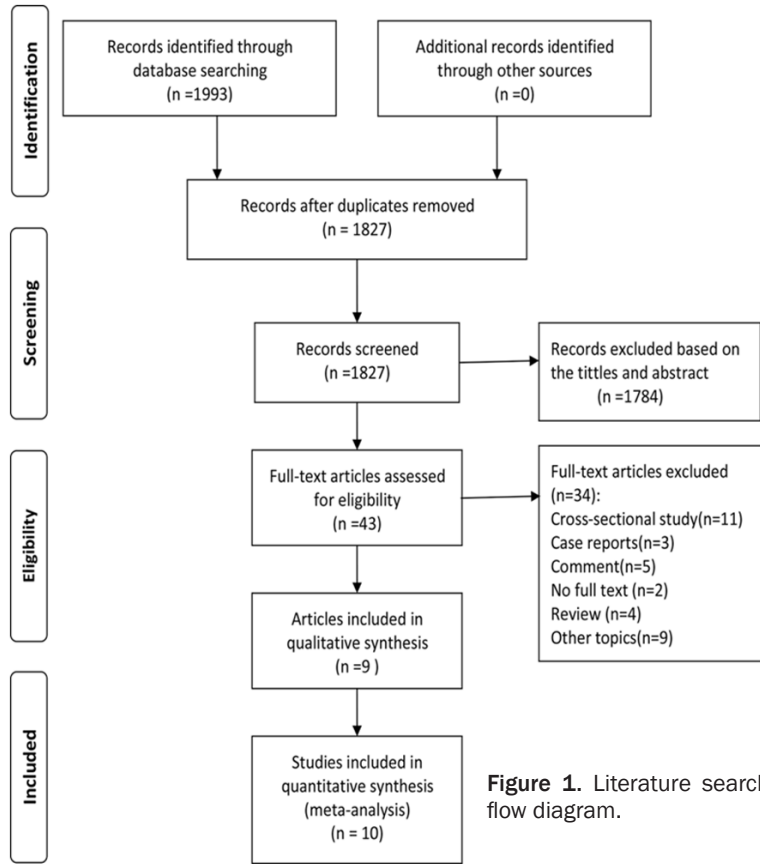 Identification
Records identified through
database searching
(n =1993)
Additional records identified
through other sources
(n =0)
Records after duplicates removed
(n = 1827)
Screening
Records screened
(n =1827)
Records excluded based on
the tittles and abstract
(n =1784)
Eligibility
Full-text articles assessed
for eligibility
(n =43)
Full-text articles excluded
(n=34):
Cross-sectional study(n=11)
Case reports(n=3)
Comment(n=5)
No full text (n=2)
Review (n=4)
Other topics(n=9)
Articles included in
qualitative synthesis
(n =9 )
Included
Studies included in
quantitative synthesis
(meta-analysis)
(n = 10)
Figure 1. Literature search
flow diagram.